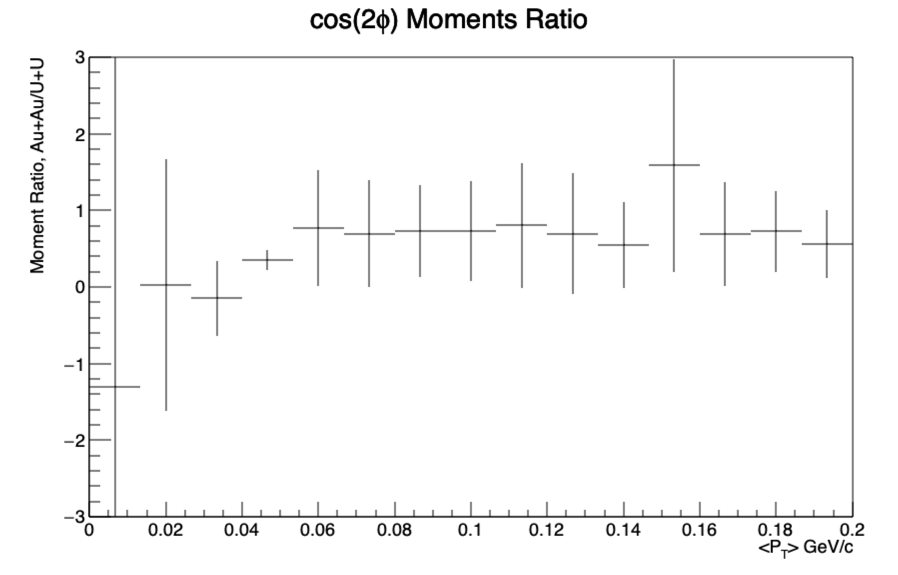 cos(2ϕ) Moments Ratio
Moment Ratio, Au+Au/U+U
3
2
1
0
−1
−2
−3
0 0.02 0.04 0.06 0.08 0.1 0.12 0.14 0.16 0.18 0.2
<P_T> GeV/c